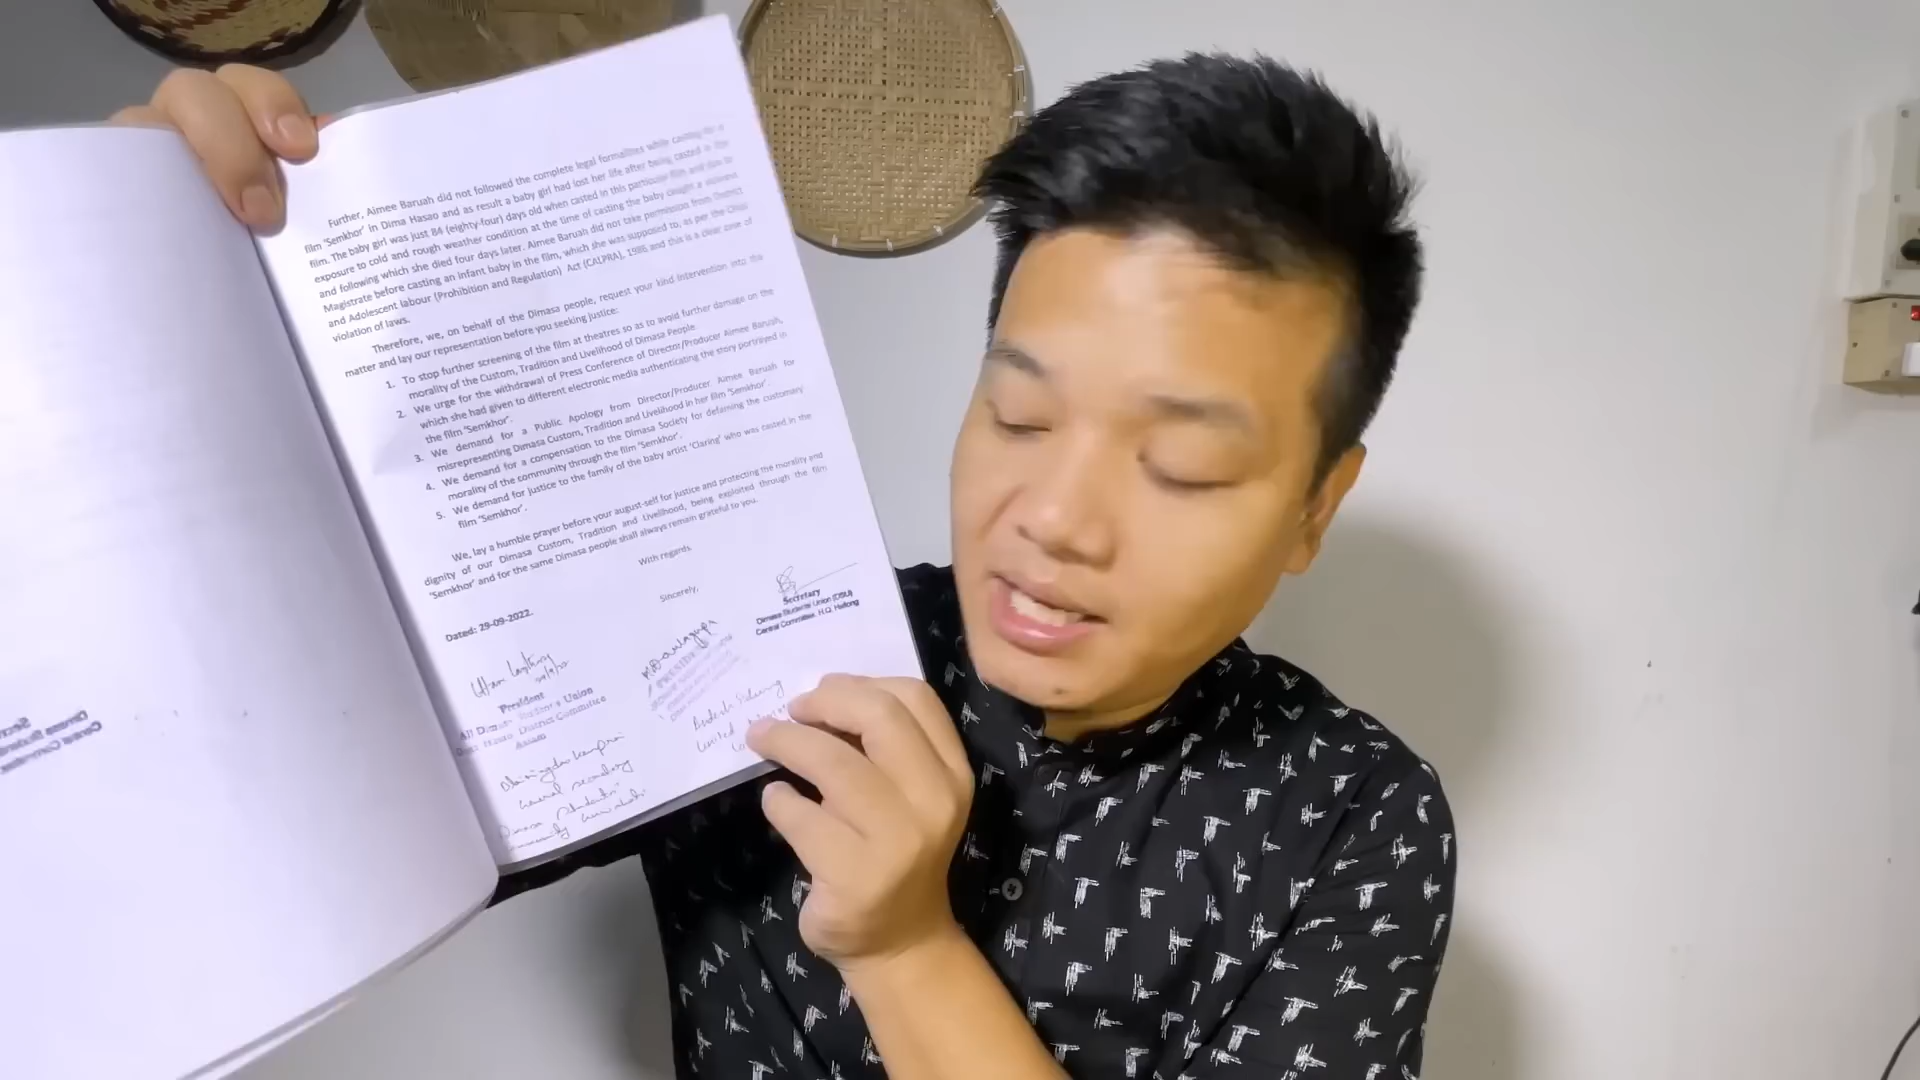 Further, Aimee Baruah did not followed the complete legal formalities while casting for a
film 'Semkhor' in Dima Hasao and as result a baby girl had lost her life after being casted in the
film. The baby girl was just 84 (eighty-four) days old when casted in this particular film and due to
exposure to cold and rough weather condition at the time of casting the baby caught a
and following which she died four days later. Aimee Baruah did not take permission from District
Magistrate before casting an infant baby in the film, which she was supposed to, as per the Child
and Adolescent labour (Prohibition and Regulation) Act (CALPRA), 1986 and this is a clear case of
violation of laws.
Therefore, we, on behalf of the Dimasa people, request your kind intervention into the
matter and lay our representation before you seeking justice:
1. To stop further screening of the film at theatres so as to avoid further damage on the
morality of the Custom, Tradition and Livelihood of Dimasa People.
2. We urge for the withdrawal of Press Conference of Director/Producer Aimee Baruah,
which she had given to different electronic media authenticating the story portrayed in
the film 'Semkhor'.
3. We demand for a Public Apology from Director/Producer Aimee Baruah for
misrepresenting Dimasa Custom, Tradition and Livelihood in her film 'Semkhor'.
4. We demand for a compensation to the Dimasa Society for defaming the customary
morality of the community through the film 'Semkhor'.
5. We demand for justice to the family of the baby artist 'Claring' who was casted in the
film 'Semkhor'.
We, lay a humble prayer before your august-self for justice and protecting the morality and
dignity of our Dimasa Custom, Tradition and Livelihood, being exploited through the film
'Semkhor' and for the same Dimasa people shall always remain grateful to you.
With regards
Sincerely,
Secretary
Dimasa Students' Union (DSU)
Central Committee, H.Q. Haflong
Dated: 29-09-2022.
President
All Dimasa Students Union
Dima Hasao District Committee
Assam
General secretary
Dimasa Students'